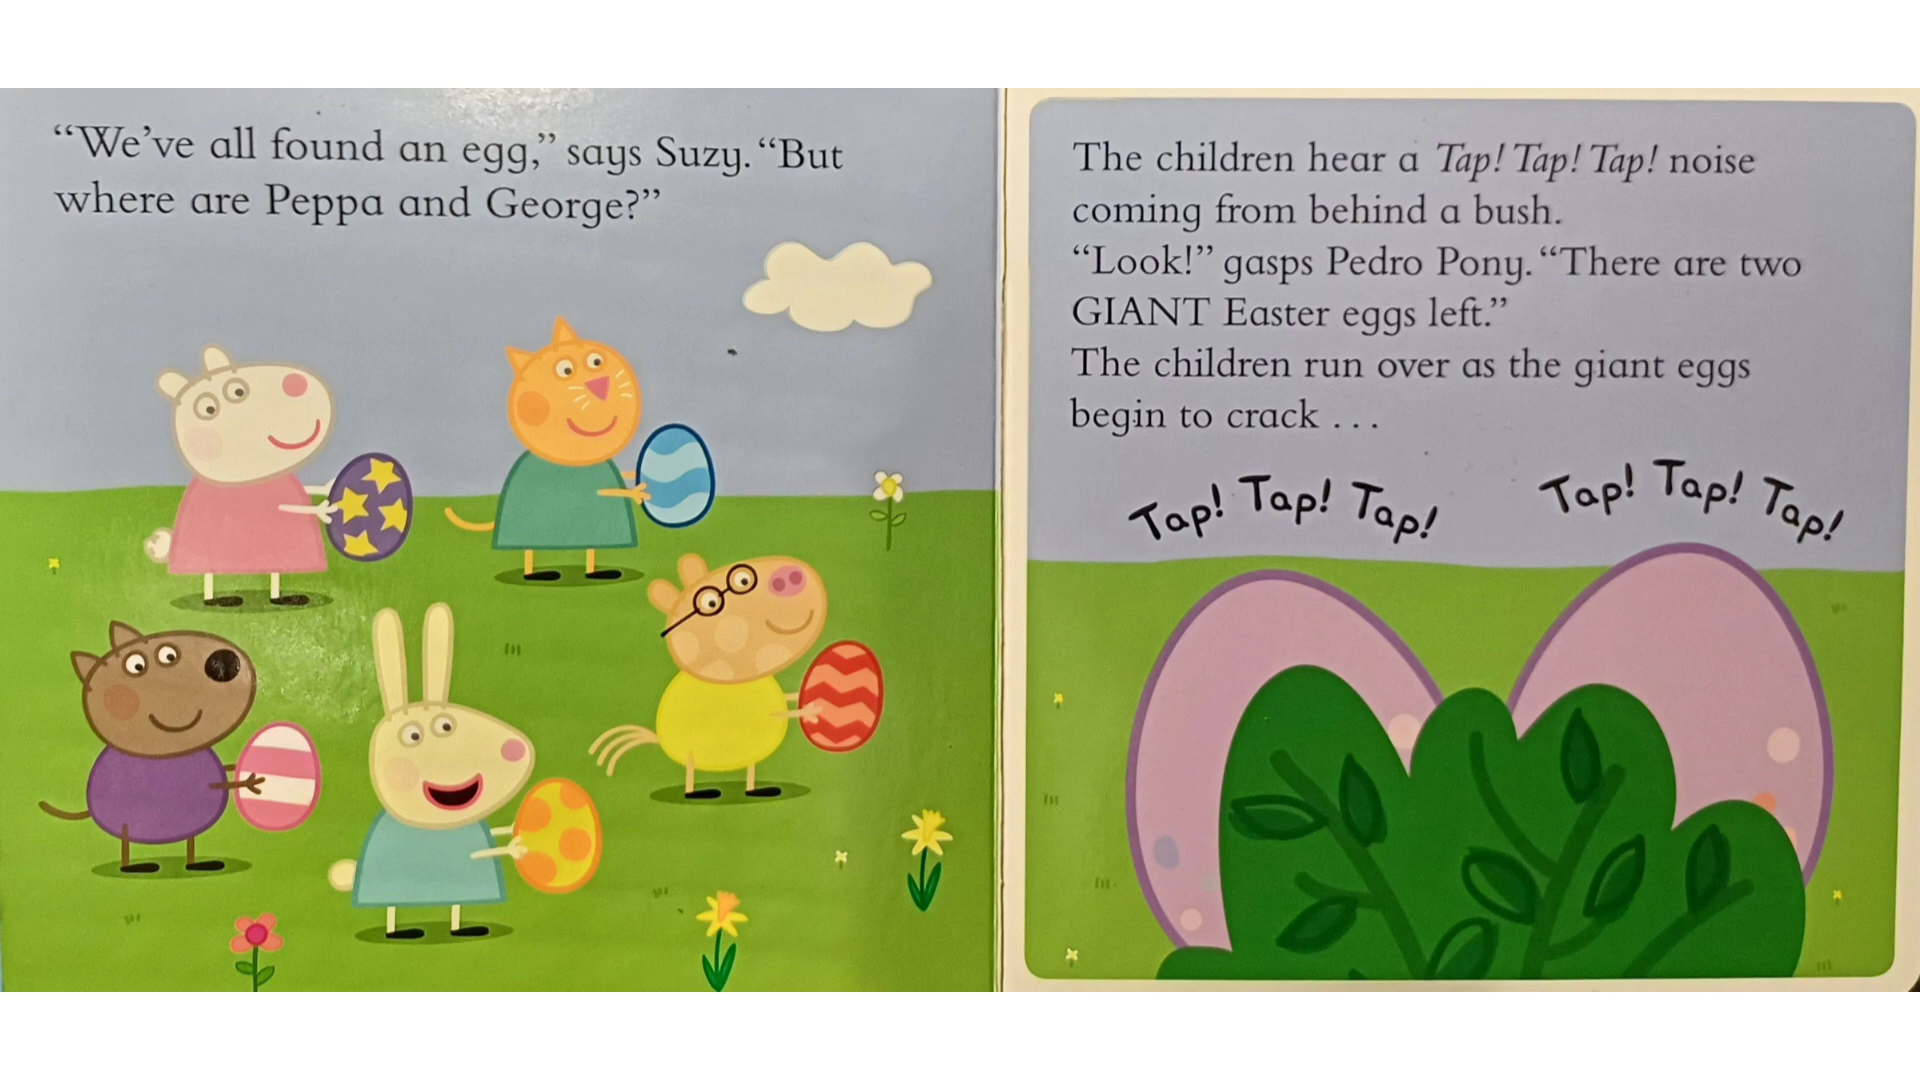 “We’ve all found an egg,” says Suzy. “But
where are Peppa and George?”
The children hear a Tap! Tap! Tap! noise
coming from behind a bush.
“Look!” gasps Pedro Pony. “There are two
GIANT Easter eggs left.”
The children run over as the giant eggs
begin to crack . . .
Tap! Tap! Tap!
Tap! Tap! Tap!